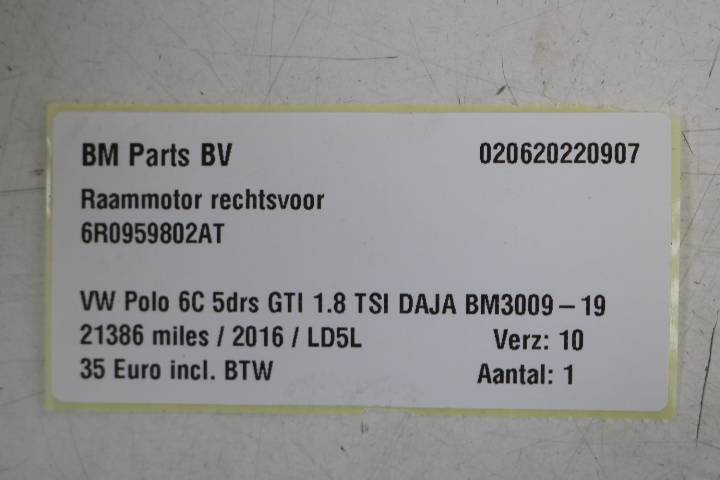 BM Parts BV 020620220907
Raammotor rechtsvoor
6R0959802AT
VW Polo 6C 5drs GTI 1.8 TSI DAJA BM3009 – 19
21386 miles / 2016 / LD5L Verz: 10
35 Euro incl. BTW Aantal: 1